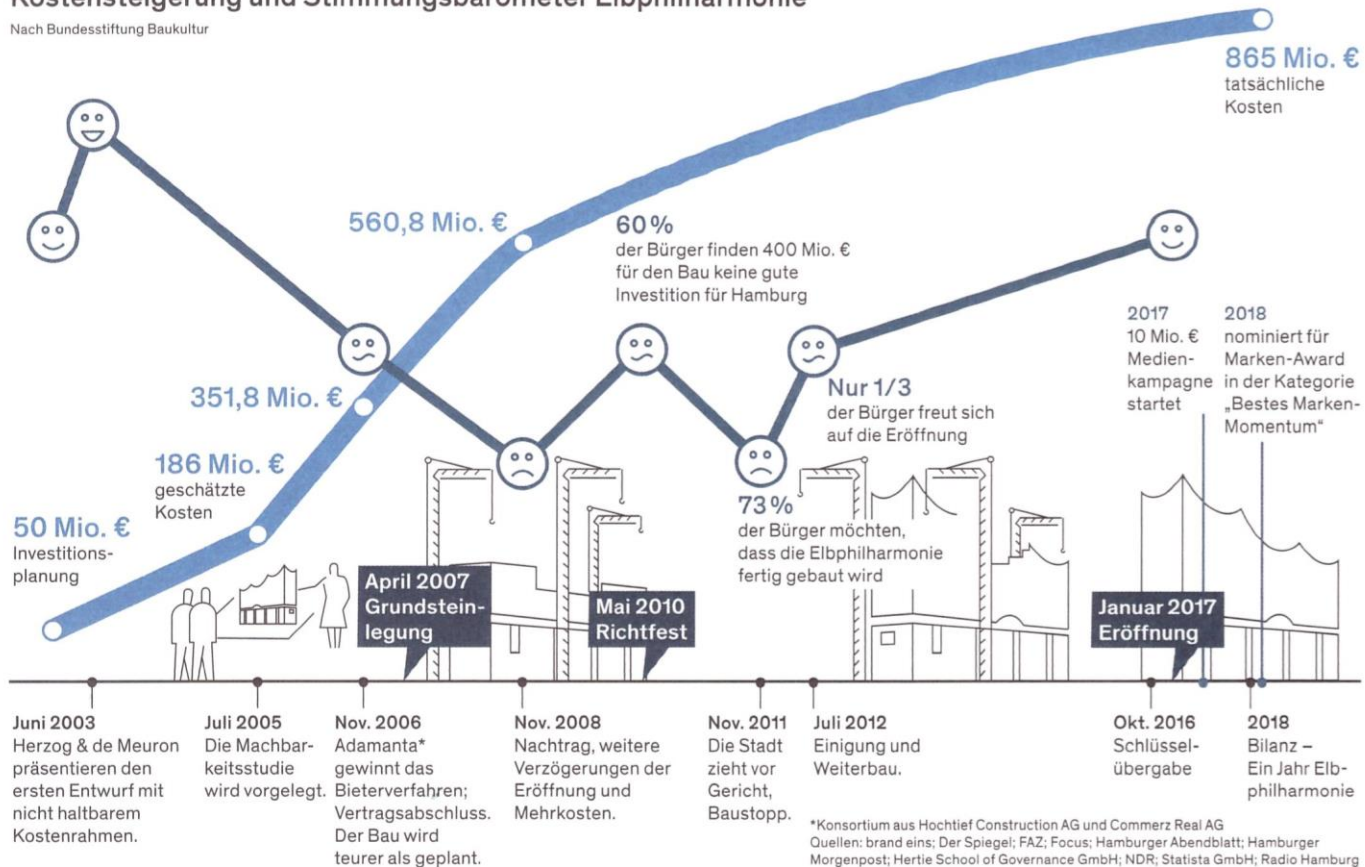 Kostensteigerung und Stimmungsbarometer Elbphilharmonie
Nach Bundesstiftung Baukultur
865 Mio. €
tatsächliche
Kosten
560,8 Mio. €
60 %
der Bürger finden 400 Mio. €
für den Bau keine gute
Investition für Hamburg
2017
10 Mio. €
Medien-
kampagne
startet
2018
nominiert für
Marken-Award
in der Kategorie
„Bestes Marken-
Momentum“
351,8 Mio. €
Nur 1/3
der Bürger freut sich
auf die Eröffnung
186 Mio. €
geschätzte
Kosten
73 %
der Bürger möchten,
dass die Elbphilharmonie
fertig gebaut wird
50 Mio. €
Investitions-
planung
April 2007
Grundstein-
legung
Mai 2010
Richtfest
Januar 2017
Eröffnung
Juni 2003
Herzog & de Meuron
präsentieren den
ersten Entwurf mit
nicht haltbarem
Kostenrahmen.
Juli 2005
Die Machbar-
keitsstudie
wird vorgelegt.
Nov. 2006
Adamanta*
gewinnt das
Bieterverfahren;
Vertragsabschluss.
Der Bau wird
teurer als geplant.
Nov. 2008
Nachtrag, weitere
Verzögerungen der
Eröffnung und
Mehrkosten.
Nov. 2011
Die Stadt
zieht vor
Gericht,
Baustopp.
Juli 2012
Einigung und
Weiterbau.
Okt. 2016
Schlüssel-
übergabe
2018
Bilanz –
Ein Jahr Elb-
philharmonie
*Konsortium aus Hochtief Construction AG und Commerz Real AG
Quellen: brand eins; Der Spiegel; FAZ; Focus; Hamburger Abendblatt; Hamburger
Morgenpost; Hertie School of Governance GmbH; NDR; Statista GmbH; Radio Hamburg